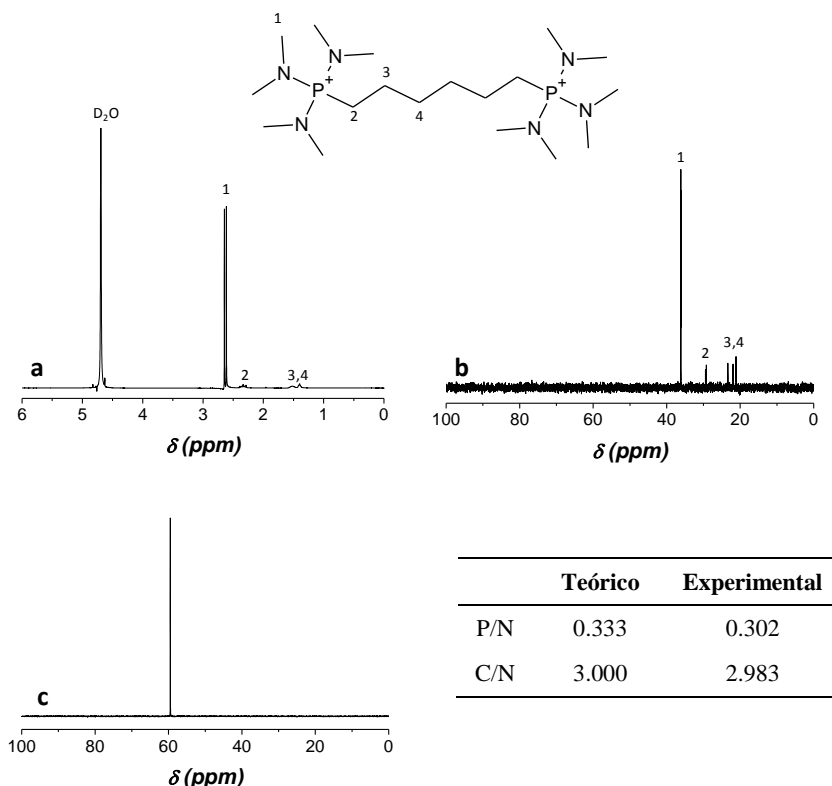 1
N
N
N
N
3
P+
P+
2
4
N
N
D2O
1
2
3,4
a
6 5 4 3 2 1 0
δ (ppm)
1
2
3,4
b
100 80 60 40 20 0
δ (ppm)
c
100 80 60 40 20 0
δ (ppm)
Teórico Experimental
P/N 0.333 0.302
C/N 3.000 2.983